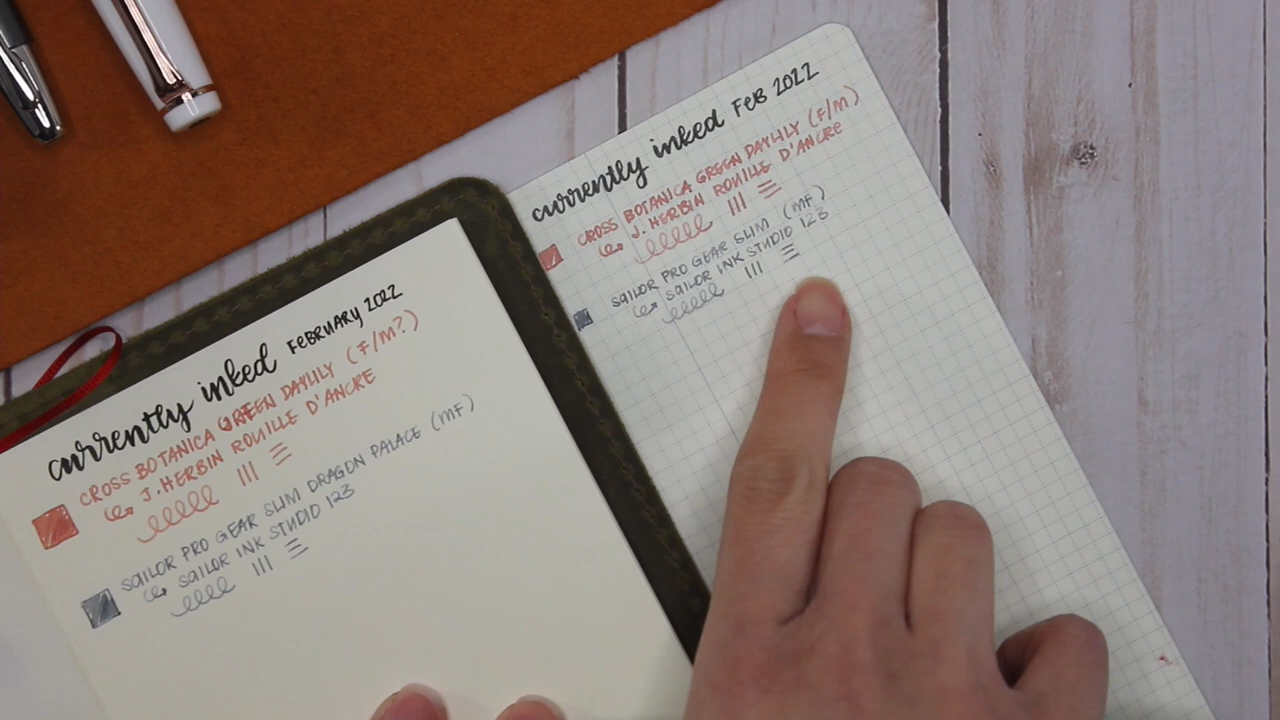 currently inked FEBRUARY 2022
CROSS BOTANICA GREEN DAYLILY (F/M?)
J. HERBIN ROUILLE D'ANCRE
SAILOR PRO GEAR SLIM DRAGON PALACE (MF)
SAILOR INK STUDIO 123
currently inked FEB 2022
CROSS BOTANICA GREEN DAYLILY (F/M)
J. HERBIN ROUILLE D'ANCRE
SAILOR PRO GEAR SLIM (MF)
SAILOR INK STUDIO 123